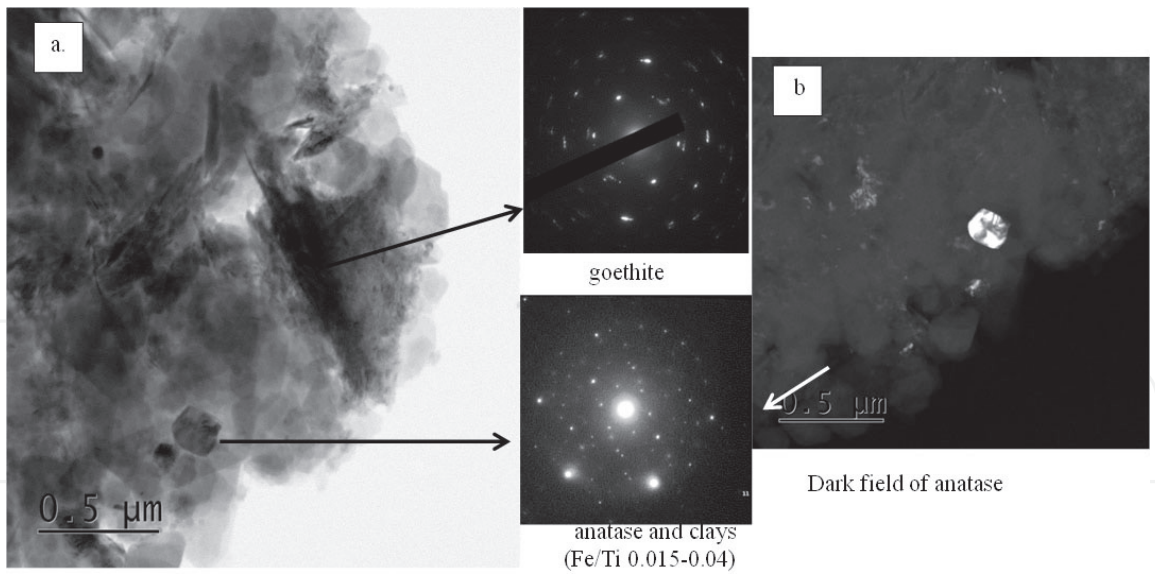 a.
b
goethite
0.5 μm
anatase and clays
(Fe/Ti 0.015-0.04)
0.5 μm
Dark field of anatase